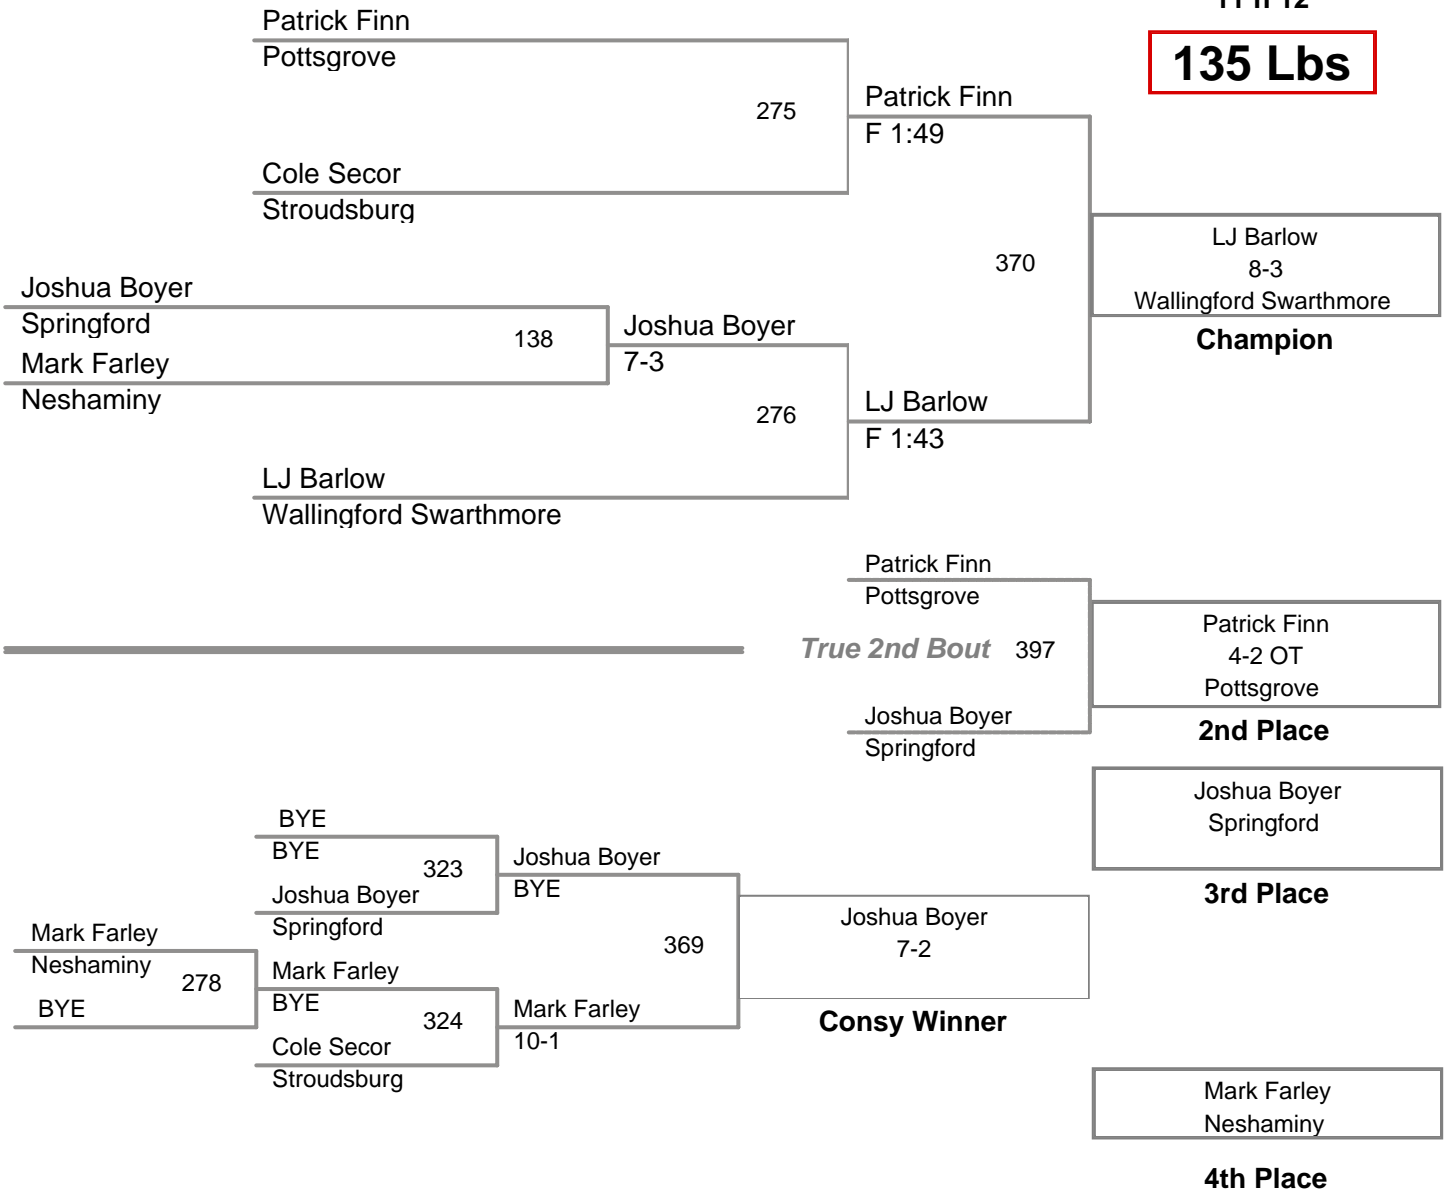 135 Lbs
Patrick Finn
Pottsgrove
275
Patrick Finn
F 1:49
Cole Secor
Stroudsburg
370
LJ Barlow
8-3
Wallingford Swarthmore
Champion
Joshua Boyer
Springford
138
Joshua Boyer
7-3
Mark Farley
Neshaminy
276
LJ Barlow
F 1:43
LJ Barlow
Wallingford Swarthmore
Patrick Finn
Pottsgrove
True 2nd Bout 397
Patrick Finn
4-2 OT
Pottsgrove
2nd Place
Joshua Boyer
Springford
Joshua Boyer
Springford
3rd Place
BYE
BYE
323
Joshua Boyer
BYE
Joshua Boyer
Springford
Mark Farley
Neshaminy
278
BYE
Mark Farley
BYE
324
Cole Secor
Stroudsburg
Mark Farley
10-1
369
Joshua Boyer
7-2
Consy Winner
Mark Farley
Neshaminy
4th Place